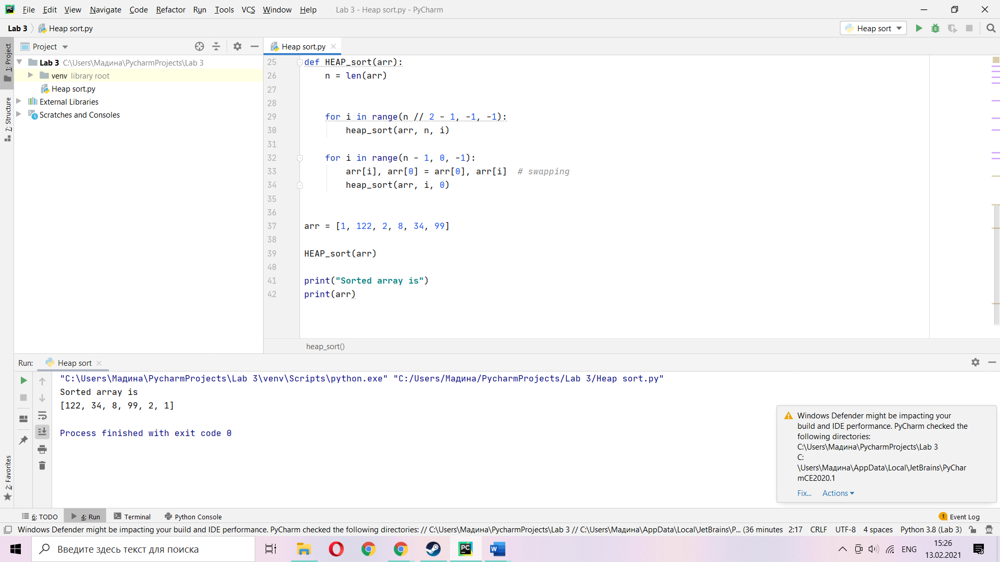 File Edit View Navigate Code Refactor Run Tools VCS Window Help Lab 3 - Heap sort.py - PyCharm
Lab 3 Heap sort.py Heap sort
1: Project
7: Structure
2: Favorites
Project
Lab 3 C:\Users\Мадина\PycharmProjects\Lab 3
venv library root
Heap sort.py
External Libraries
Scratches and Consoles
Heap sort.py
25 def HEAP_sort(arr):
26 n = len(arr)
27
28
29 for i in range(n // 2 - 1, -1, -1):
30 heap_sort(arr, n, i)
31
32 for i in range(n - 1, 0, -1):
33 arr[i], arr[0] = arr[0], arr[i] # swapping
34 heap_sort(arr, i, 0)
35
36
37 arr = [1, 122, 2, 8, 34, 99]
38
39 HEAP_sort(arr)
40
41 print("Sorted array is")
42 print(arr)
heap_sort()
Run: Heap sort
"C:\Users\Мадина\PycharmProjects\Lab 3\venv\Scripts\python.exe" "C:/Users/Мадина/PycharmProjects/Lab 3/Heap sort.py"
Sorted array is
[122, 34, 8, 99, 2, 1]
Process finished with exit code 0
Windows Defender might be impacting your
build and IDE performance. PyCharm checked the
following directories:
C:\Users\Мадина\PycharmProjects\Lab 3
C:
\Users\Мадина\AppData\Local\JetBrains\PyChar
mCE2020.1
Fix... Actions
6: TODO 4: Run Terminal Python Console 1 Event Log
Windows Defender might be impacting your build and IDE performance. PyCharm checked the following directories: // C:\Users\Мадина\PycharmProjects\Lab 3 // C:\Users\Мадина\AppData\Local\JetBrains\P... (36 minutes 2:17 CRLF UTF-8 4 spaces Python 3.8 (Lab 3)
Введите здесь текст для поиска ENG 15:26
13.02.2021